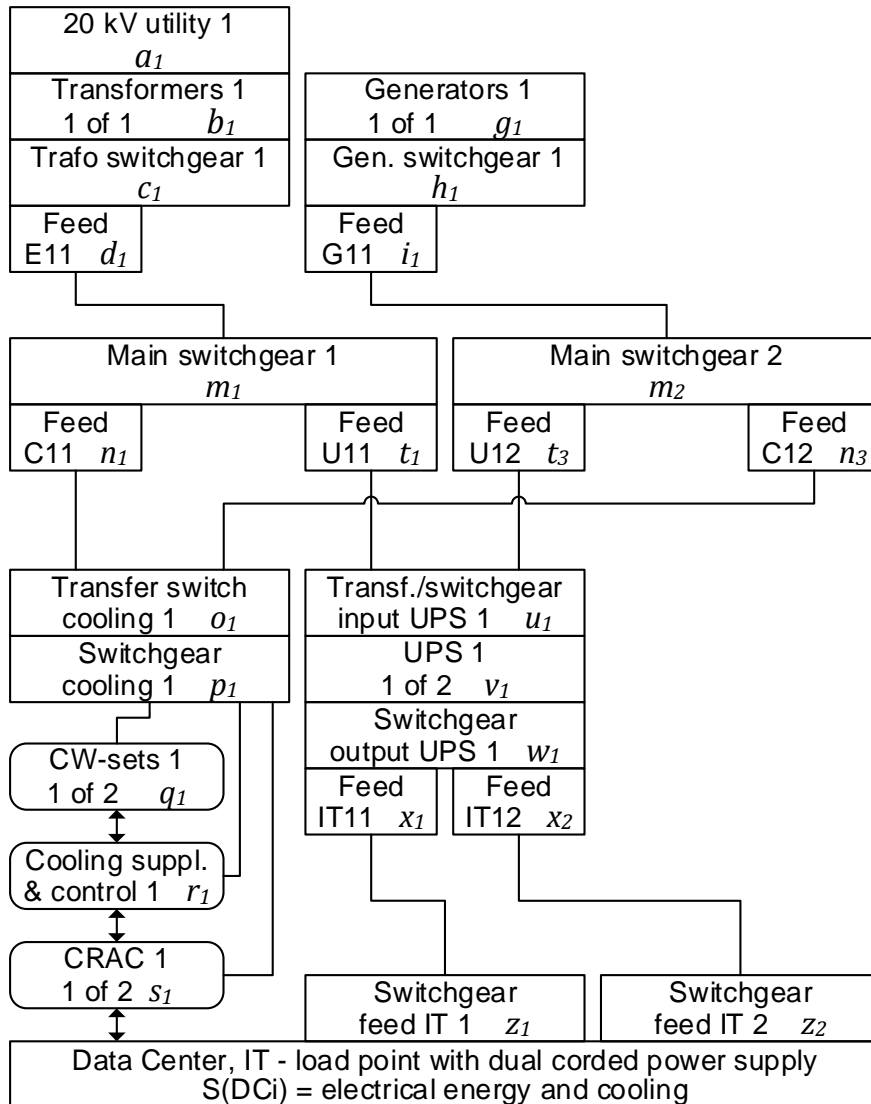 20 kV utility 1
a1
Transformers 1
1 of 1 b1
Trafo switchgear 1
c1
Feed
E11 d1
Generators 1
1 of 1 g1
Gen. switchgear 1
h1
Feed
G11 i1
Main switchgear 1
m1
Feed
C11 n1
Feed
U11 t1
Main switchgear 2
m2
Feed
U12 t3
Feed
C12 n3
Transfer switch
cooling 1 o1
Switchgear
cooling 1 p1
CW-sets 1
1 of 2 q1
Cooling suppl.
& control 1 r1
CRAC 1
1 of 2 s1
Transf./switchgear
input UPS 1 u1
UPS 1
1 of 2 v1
Switchgear
output UPS 1 w1
Feed
IT11 x1
Feed
IT12 x2
Switchgear
feed IT 1 z1
Switchgear
feed IT 2 z2
Data Center, IT - load point with dual corded power supply
S(DCi) = electrical energy and cooling